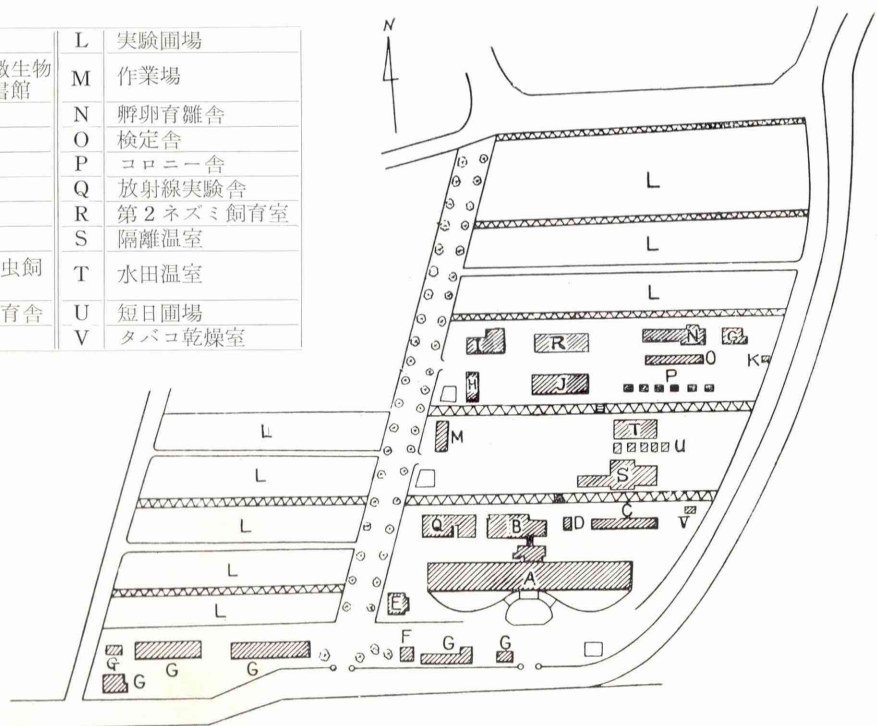 L 実験圃場
微生物
書館
M 作業場
N 孵卵育雛舎
O 検定舎
P コロニー舎
Q 放射線実験舎
R 第2ネズミ飼育室
S 隔離温室
虫飼
T 水田温室
育舎
U 短日圃場
V タバコ乾燥室
N
L
L
L
I
R
N
G
O
K
H
J
P
L
M
T
U
L
S
L
Q
B
D
C
V
L
A
L
E
F
G
G
G
G
G
G